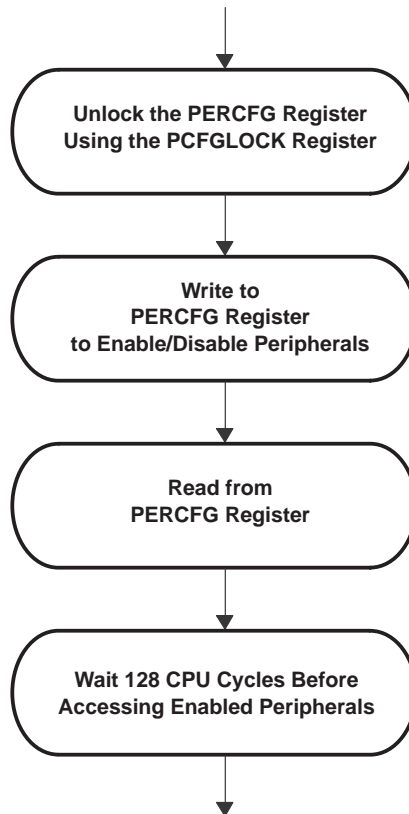 Unlock the PERCFG Register
Using the PCFGLOCK Register
Write to
PERCFG Register
to Enable/Disable Peripherals
Read from
PERCFG Register
Wait 128 CPU Cycles Before
Accessing Enabled Peripherals